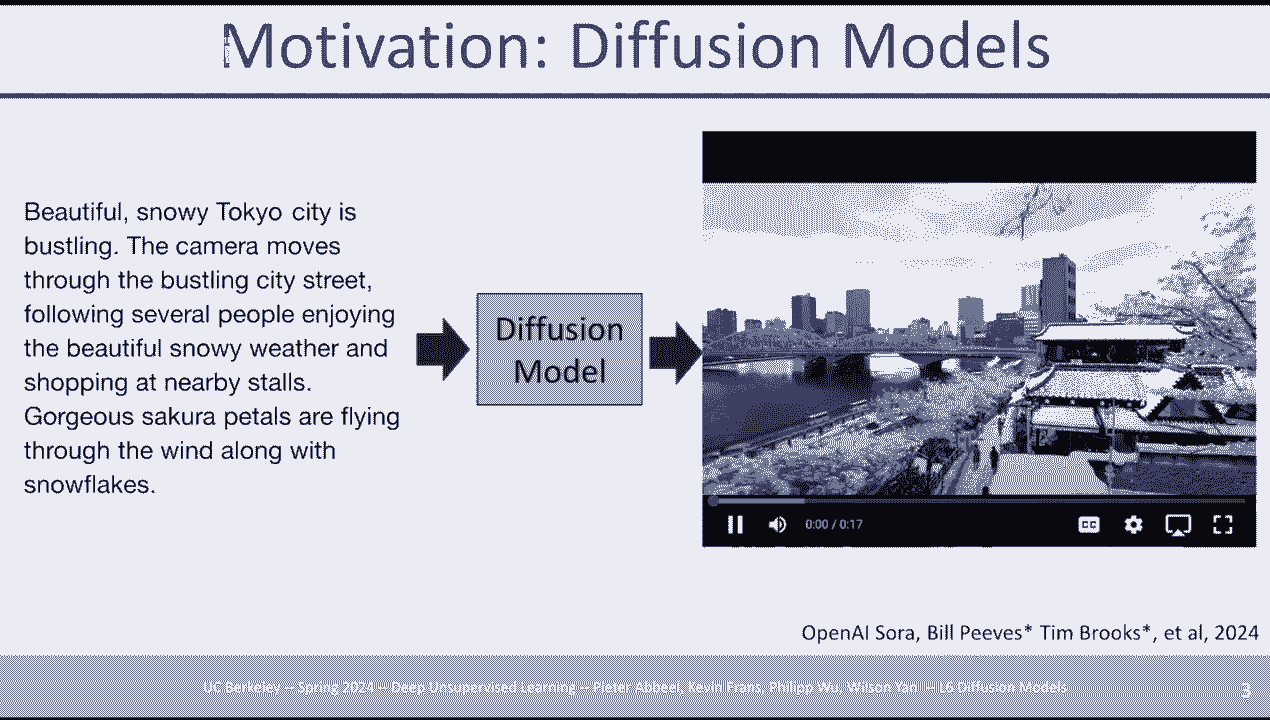 Motivation: Diffusion Models
Beautiful, snowy Tokyo city is
bustling. The camera moves
through the bustling city street,
following several people enjoying
the beautiful snowy weather and
shopping at nearby stalls.
Gorgeous sakura petals are flying
through the wind along with
snowflakes.
Diffusion
Model
0:00 / 0:17
CC
OpenAI Sora, Bill Peeves* Tim Brooks*, et al, 2024
UC Berkeley -- Spring 2024 -- Deep Unsupervised Learning -- Pieter Abbeel, Kevin Frans, Philipp Wu, Wilson Yan -- L6 Diffusion Models
3